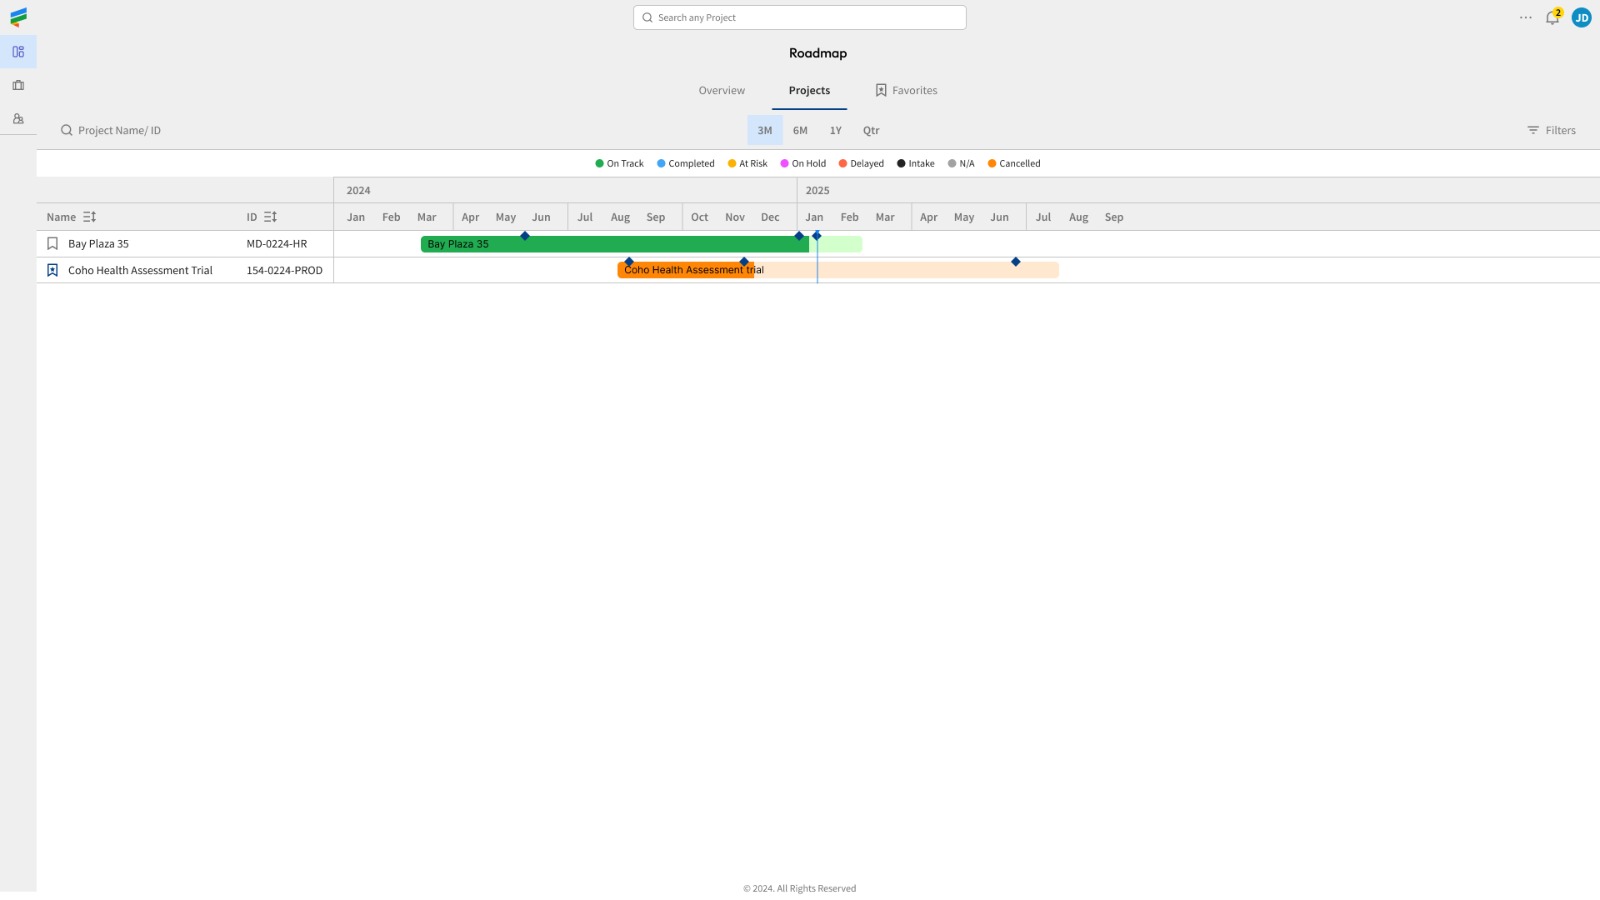 Search any Project
2
JD
Roadmap
Overview Projects Favorites
Project Name/ ID
3M 6M 1Y Qtr
Filters
On Track Completed At Risk On Hold Delayed Intake N/A Cancelled
2024 2025
Name ID Jan Feb Mar Apr May Jun Jul Aug Sep Oct Nov Dec Jan Feb Mar Apr May Jun Jul Aug Sep
Bay Plaza 35 MD-0224-HR Bay Plaza 35
Coho Health Assessment Trial 154-0224-PROD Coho Health Assessment trial
© 2024. All Rights Reserved